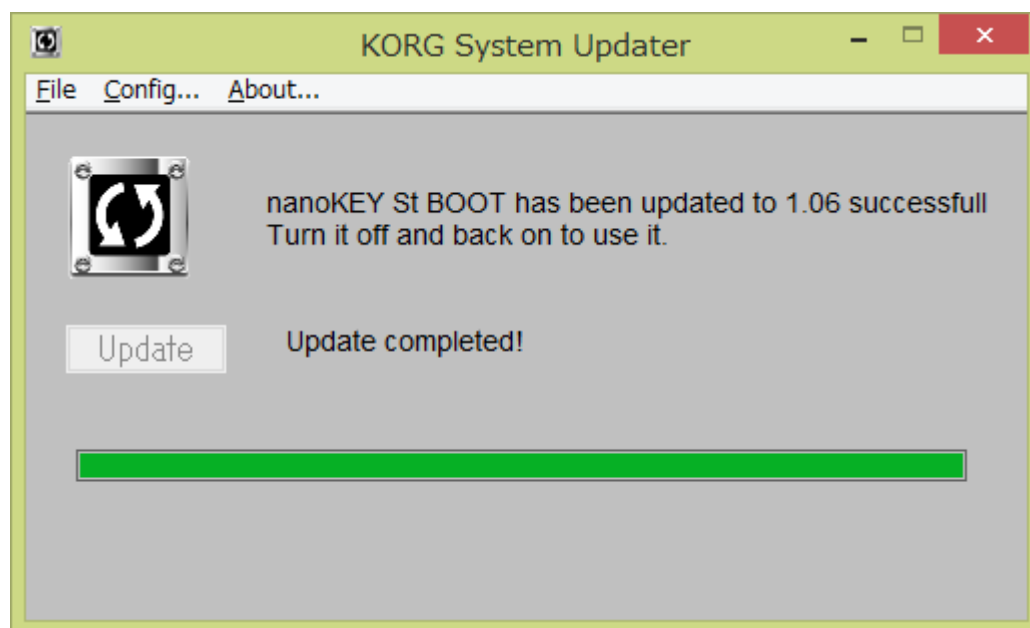 KORG System Updater
File Config... About...
nanoKEY St BOOT has been updated to 1.06 successfull
Turn it off and back on to use it.
Update
Update completed!